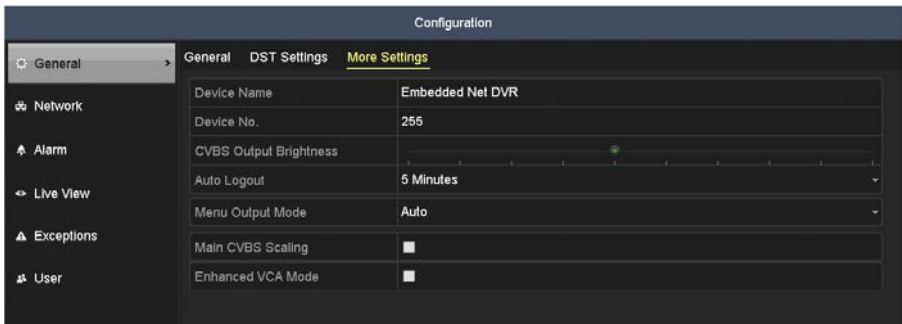 Configuration
General
Network
Alarm
Live View
Exceptions
User
General DST Settings More Settings
Device Name Embedded Net DVR
Device No. 255
CVBS Output Brightness
Auto Logout 5 Minutes
Menu Output Mode Auto
Main CVBS Scaling
Enhanced VCA Mode